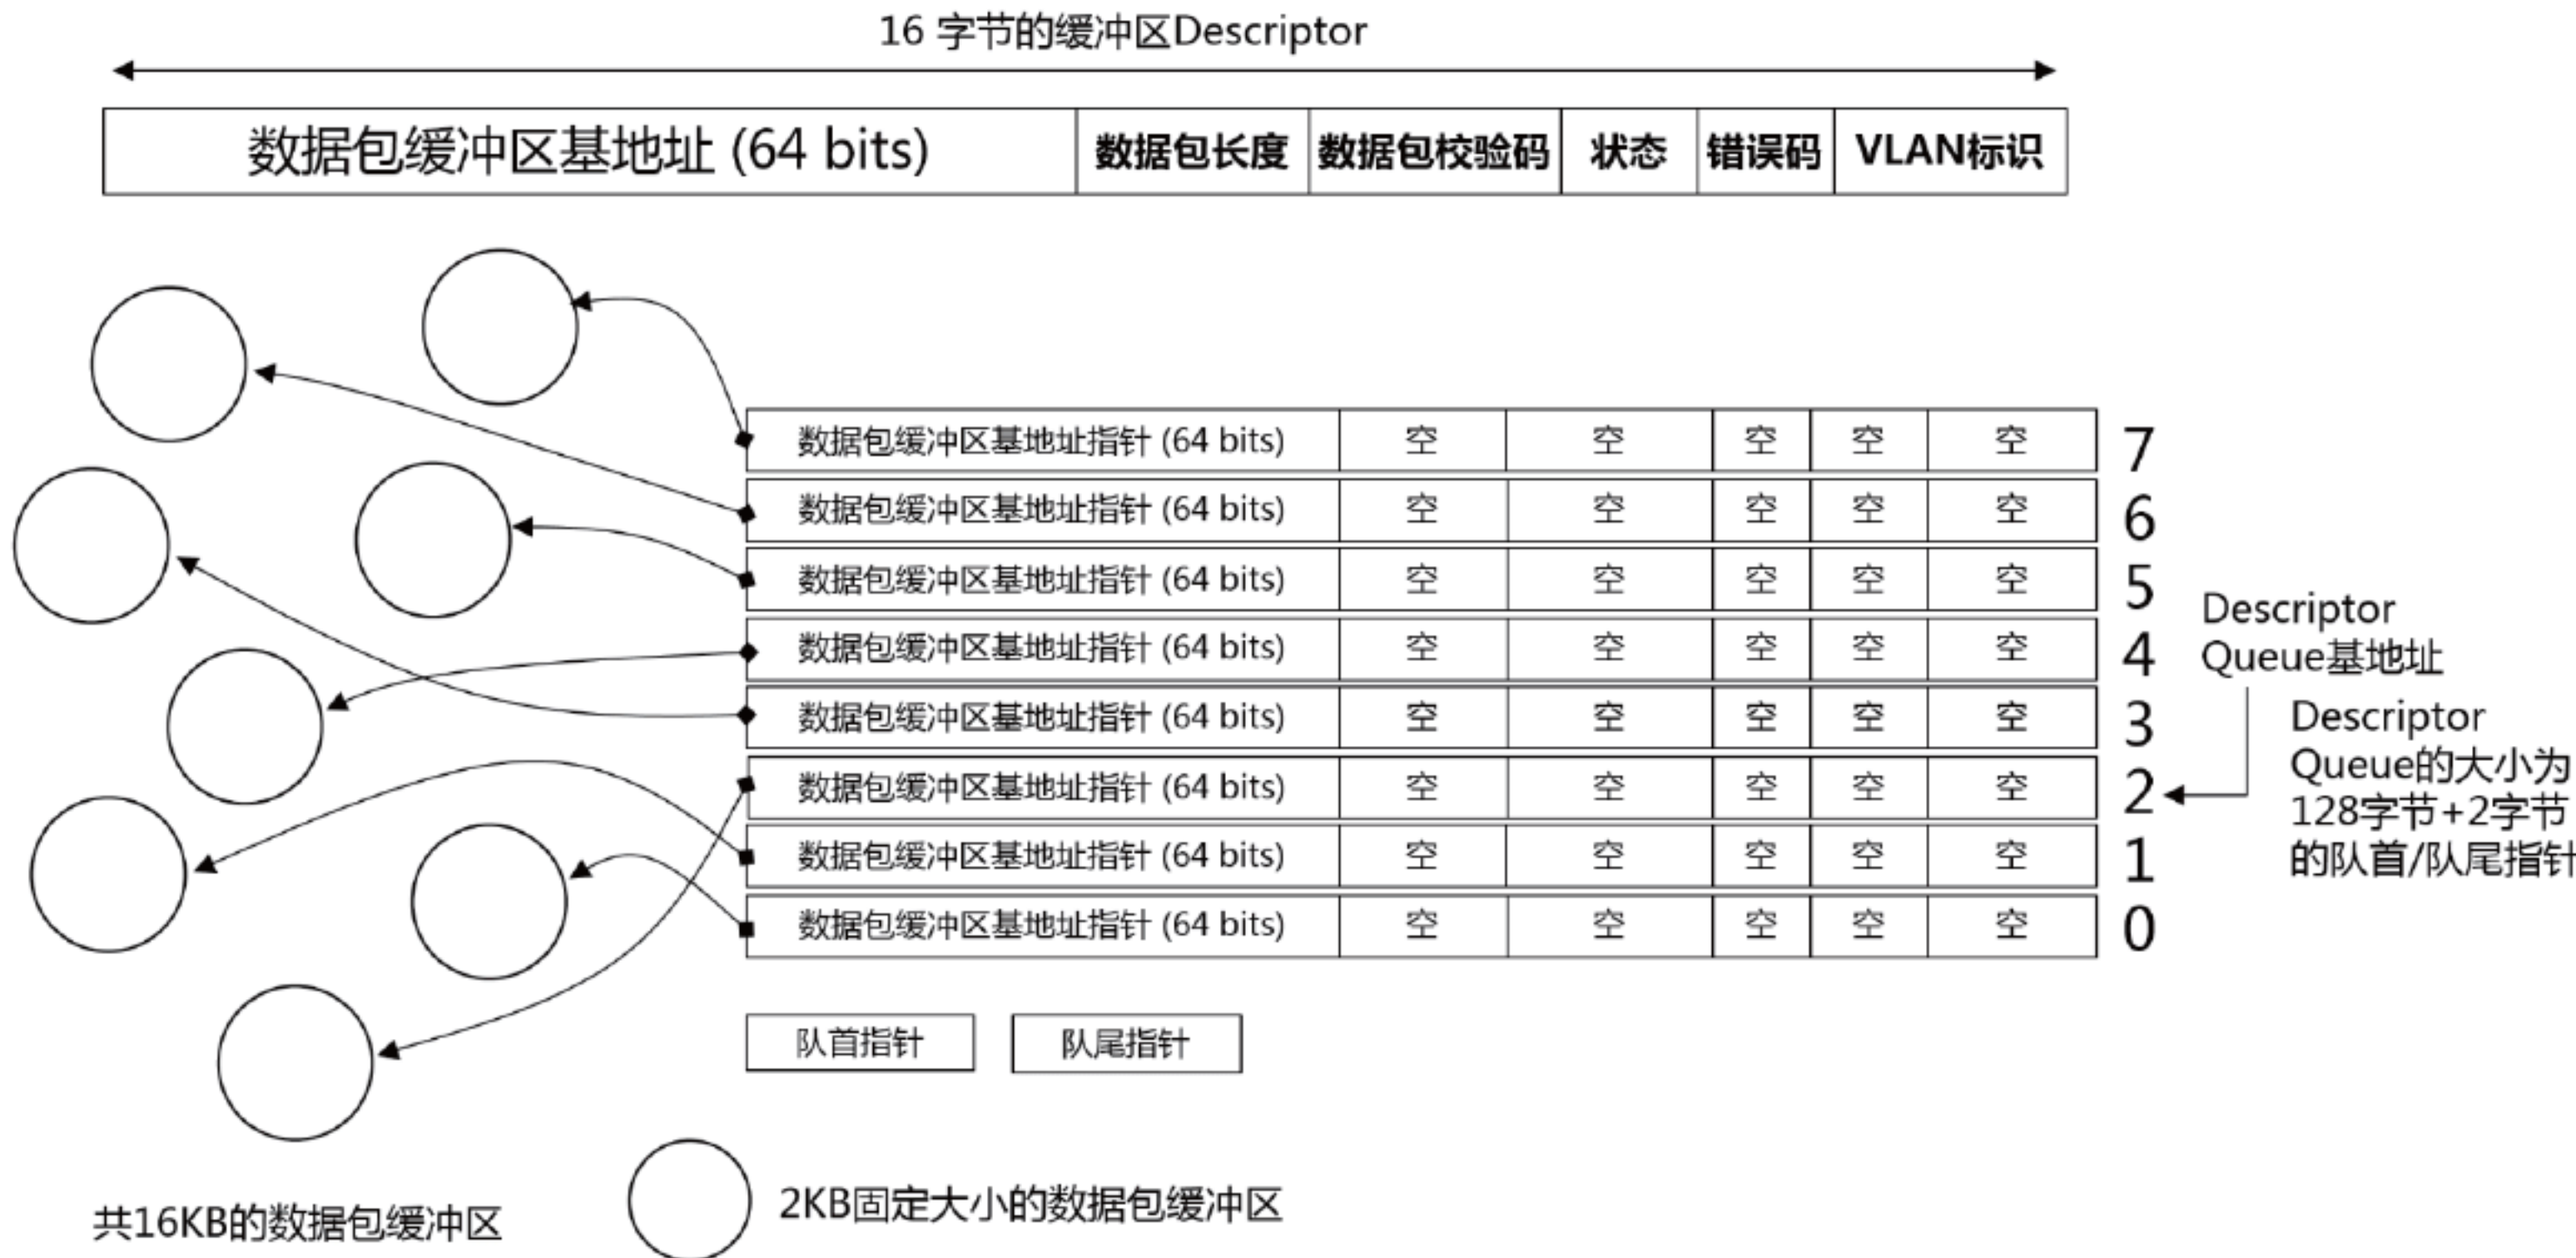 16 字节的缓冲区Descriptor
数据包缓冲区基地址 (64 bits) 数据包长度 数据包校验码 状态 错误码 VLAN标识
数据包缓冲区基地址指针 (64 bits) 空 空 空 空 空 7
数据包缓冲区基地址指针 (64 bits) 空 空 空 空 空 6
数据包缓冲区基地址指针 (64 bits) 空 空 空 空 空 5
数据包缓冲区基地址指针 (64 bits) 空 空 空 空 空 4
数据包缓冲区基地址指针 (64 bits) 空 空 空 空 空 3
数据包缓冲区基地址指针 (64 bits) 空 空 空 空 空 2
数据包缓冲区基地址指针 (64 bits) 空 空 空 空 空 1
数据包缓冲区基地址指针 (64 bits) 空 空 空 空 空 0
Descriptor
Queue基地址
Descriptor
Queue的大小为
128字节+2字节
的队首/队尾指针
队首指针 队尾指针
共16KB的数据包缓冲区
2KB固定大小的数据包缓冲区